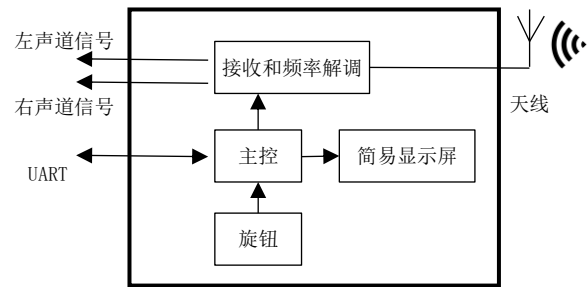 左声道信号
接收和频率解调
右声道信号
天线
主控
简易显示屏
UART
旋钮